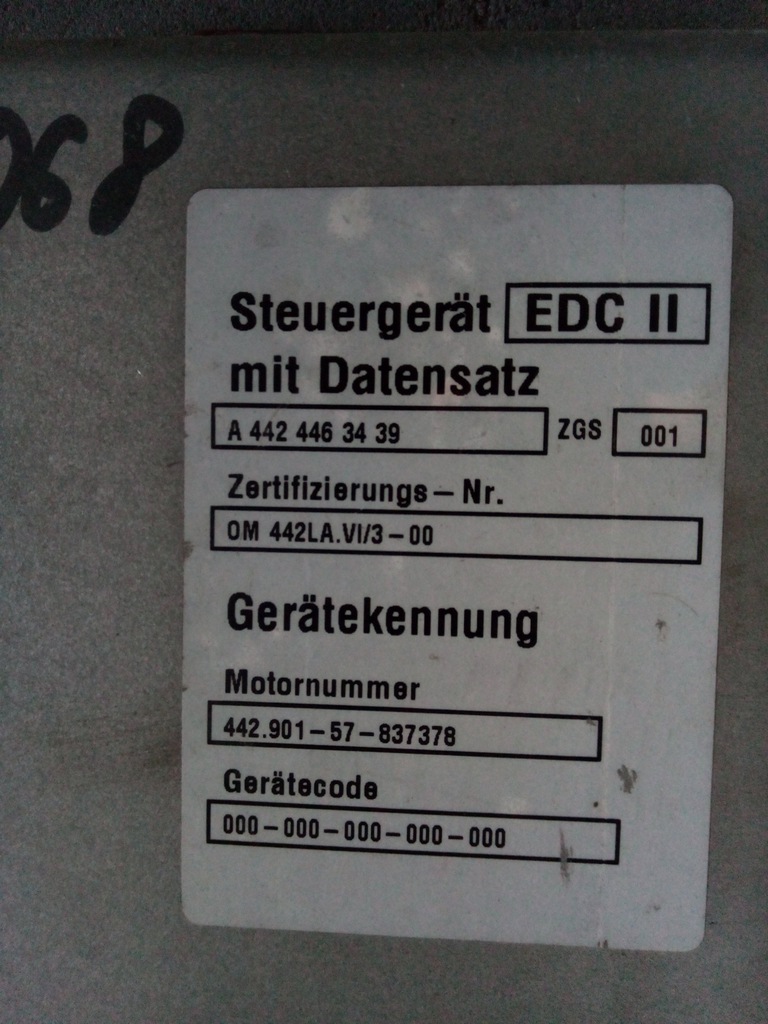 068
Steuergerät EDC II
mit Datensatz
A 442 446 34 39 ZGS 001
Zertifizierungs – Nr.
OM 442LA.VI/3 – 00
Gerätekennung
Motornummer
442.901 – 57 – 837378
Gerätecode
000 – 000 – 000 – 000 – 000